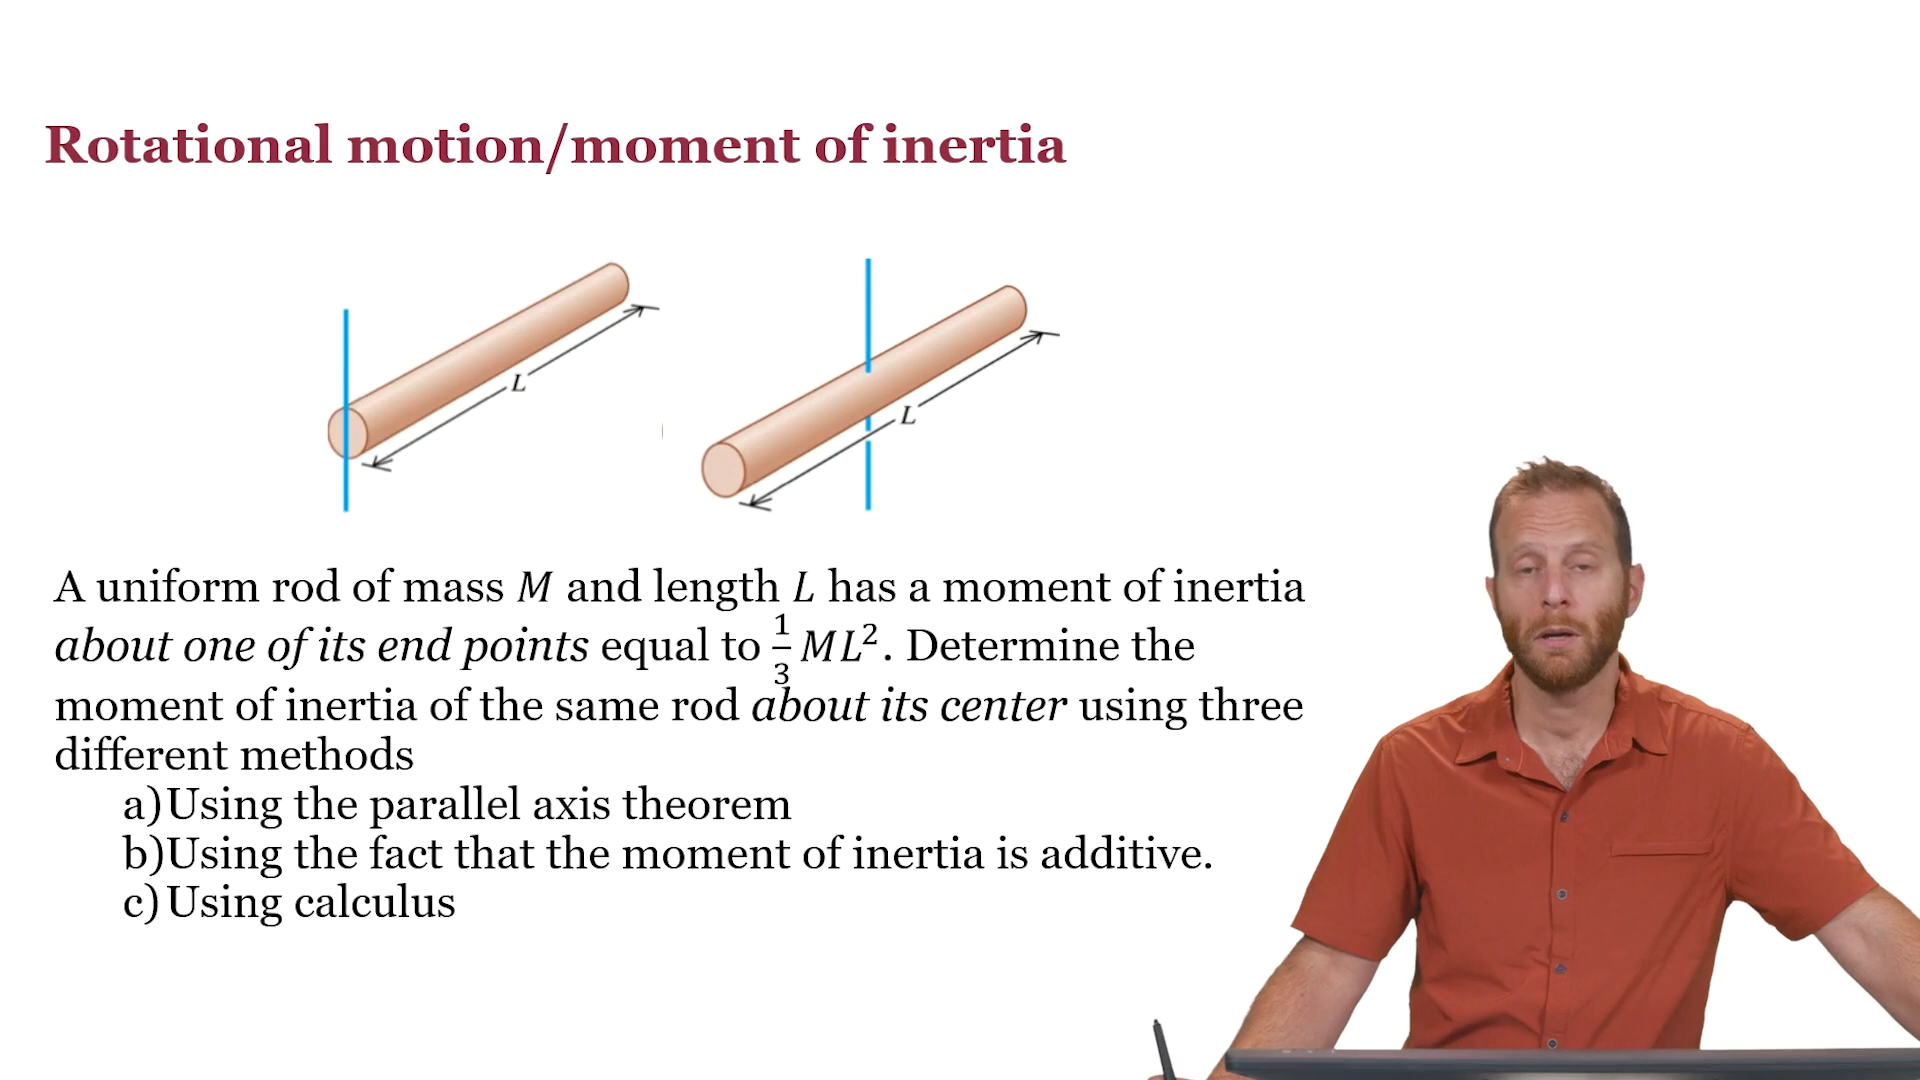 Rotational motion/moment of inertia
L
L
A uniform rod of mass M and length L has a moment of inertia
about one of its end points equal to 1/3 ML². Determine the
moment of inertia of the same rod about its center using three
different methods
a) Using the parallel axis theorem
b) Using the fact that the moment of inertia is additive.
c) Using calculus